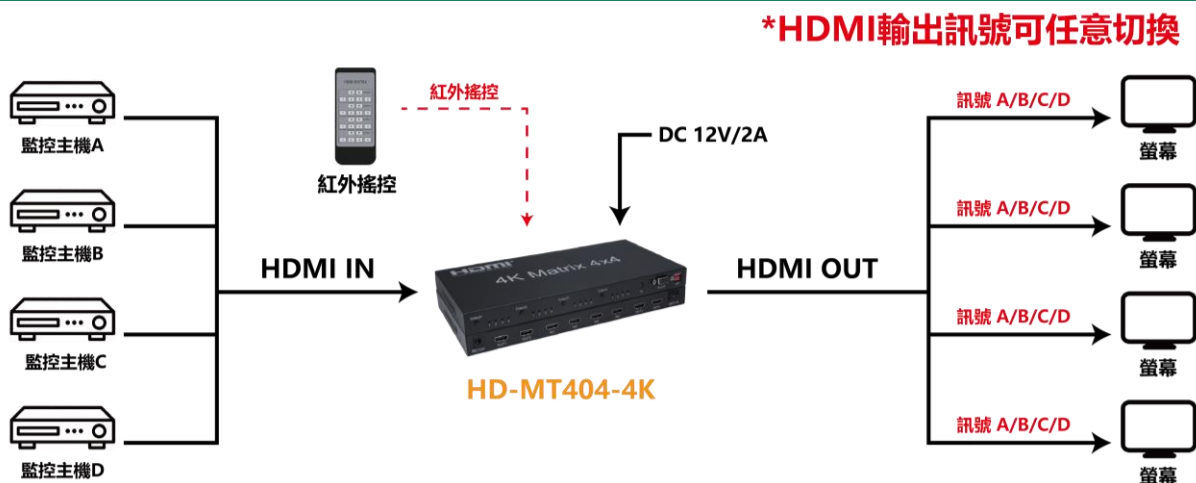 *HDMI輸出訊號可任意切換
監控主機A
監控主機B
監控主機C
監控主機D
紅外搖控
紅外搖控
DC 12V/2A
HDMI IN
HDMI
4K Matrix 4x4
HD-MT404-4K
HDMI OUT
訊號 A/B/C/D
螢幕
訊號 A/B/C/D
螢幕
訊號 A/B/C/D
螢幕
訊號 A/B/C/D
螢幕